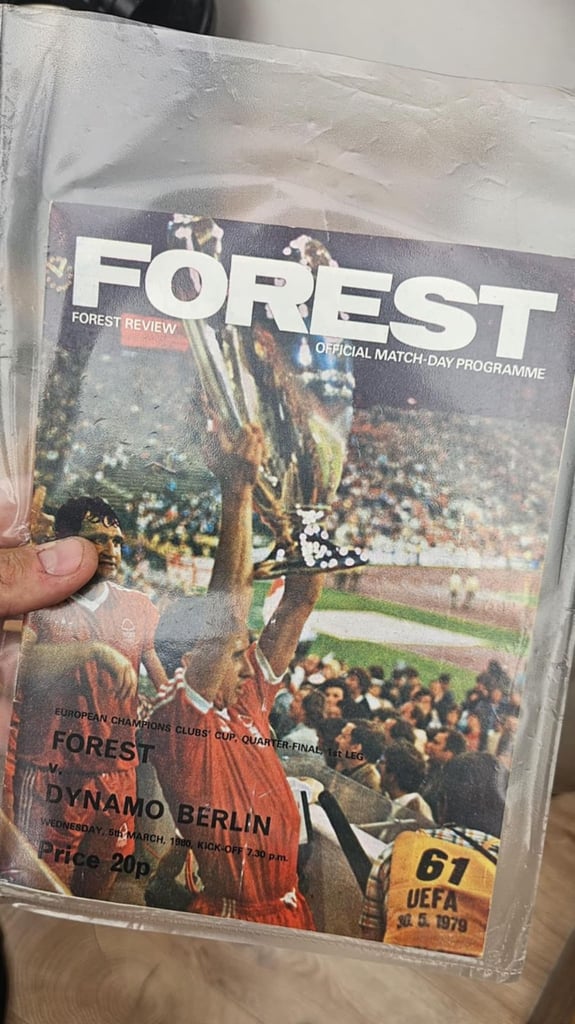 FOREST
FOREST REVIEW
OFFICIAL MATCH-DAY PROGRAMME
EUROPEAN CHAMPIONS CLUBS' CUP, QUARTER-FINAL, 1st LEG
FOREST
v.
DYNAMO BERLIN
WEDNESDAY, 5th MARCH, 1980, KICK-OFF 7.30 p.m.
Price 20p
61
UEFA
30. 5. 1979